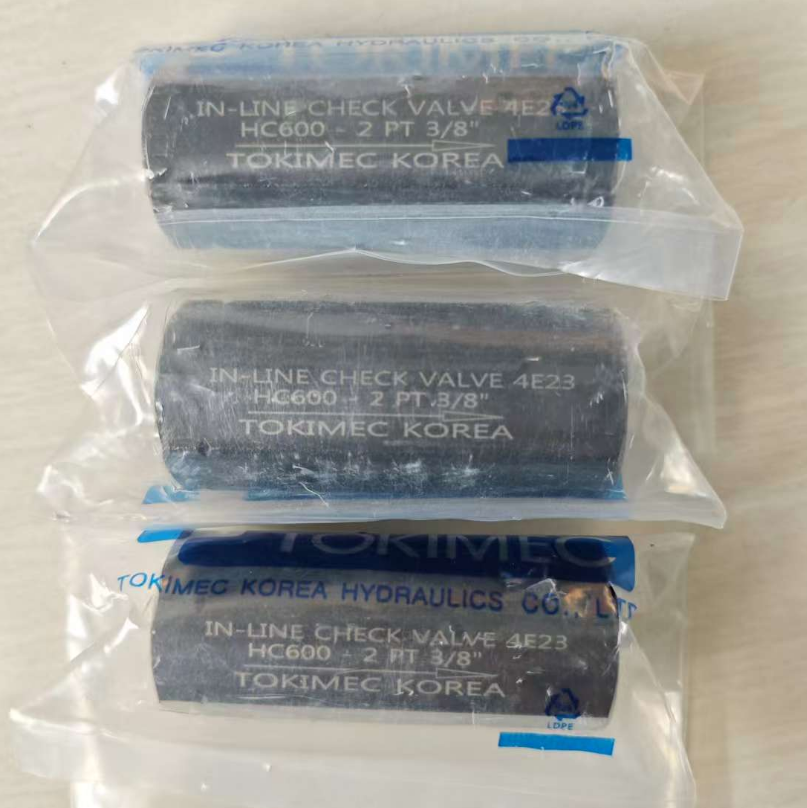 TOKIMEC KOREA HYDRAULICS CO.
TOKIMEC
IN-LINE CHECK VALVE 4E23
HC600 - 2 PT 3/8"
TOKIMEC KOREA
LDPE
IN-LINE CHECK VALVE 4E23
HC600 - 2 PT 3/8"
TOKIMEC KOREA
TOKIMEC
TOKIMEC KOREA HYDRAULICS CO., LTD
IN-LINE CHECK VALVE 4E23
HC600 - 2 PT 3/8"
TOKIMEC KOREA
LDPE